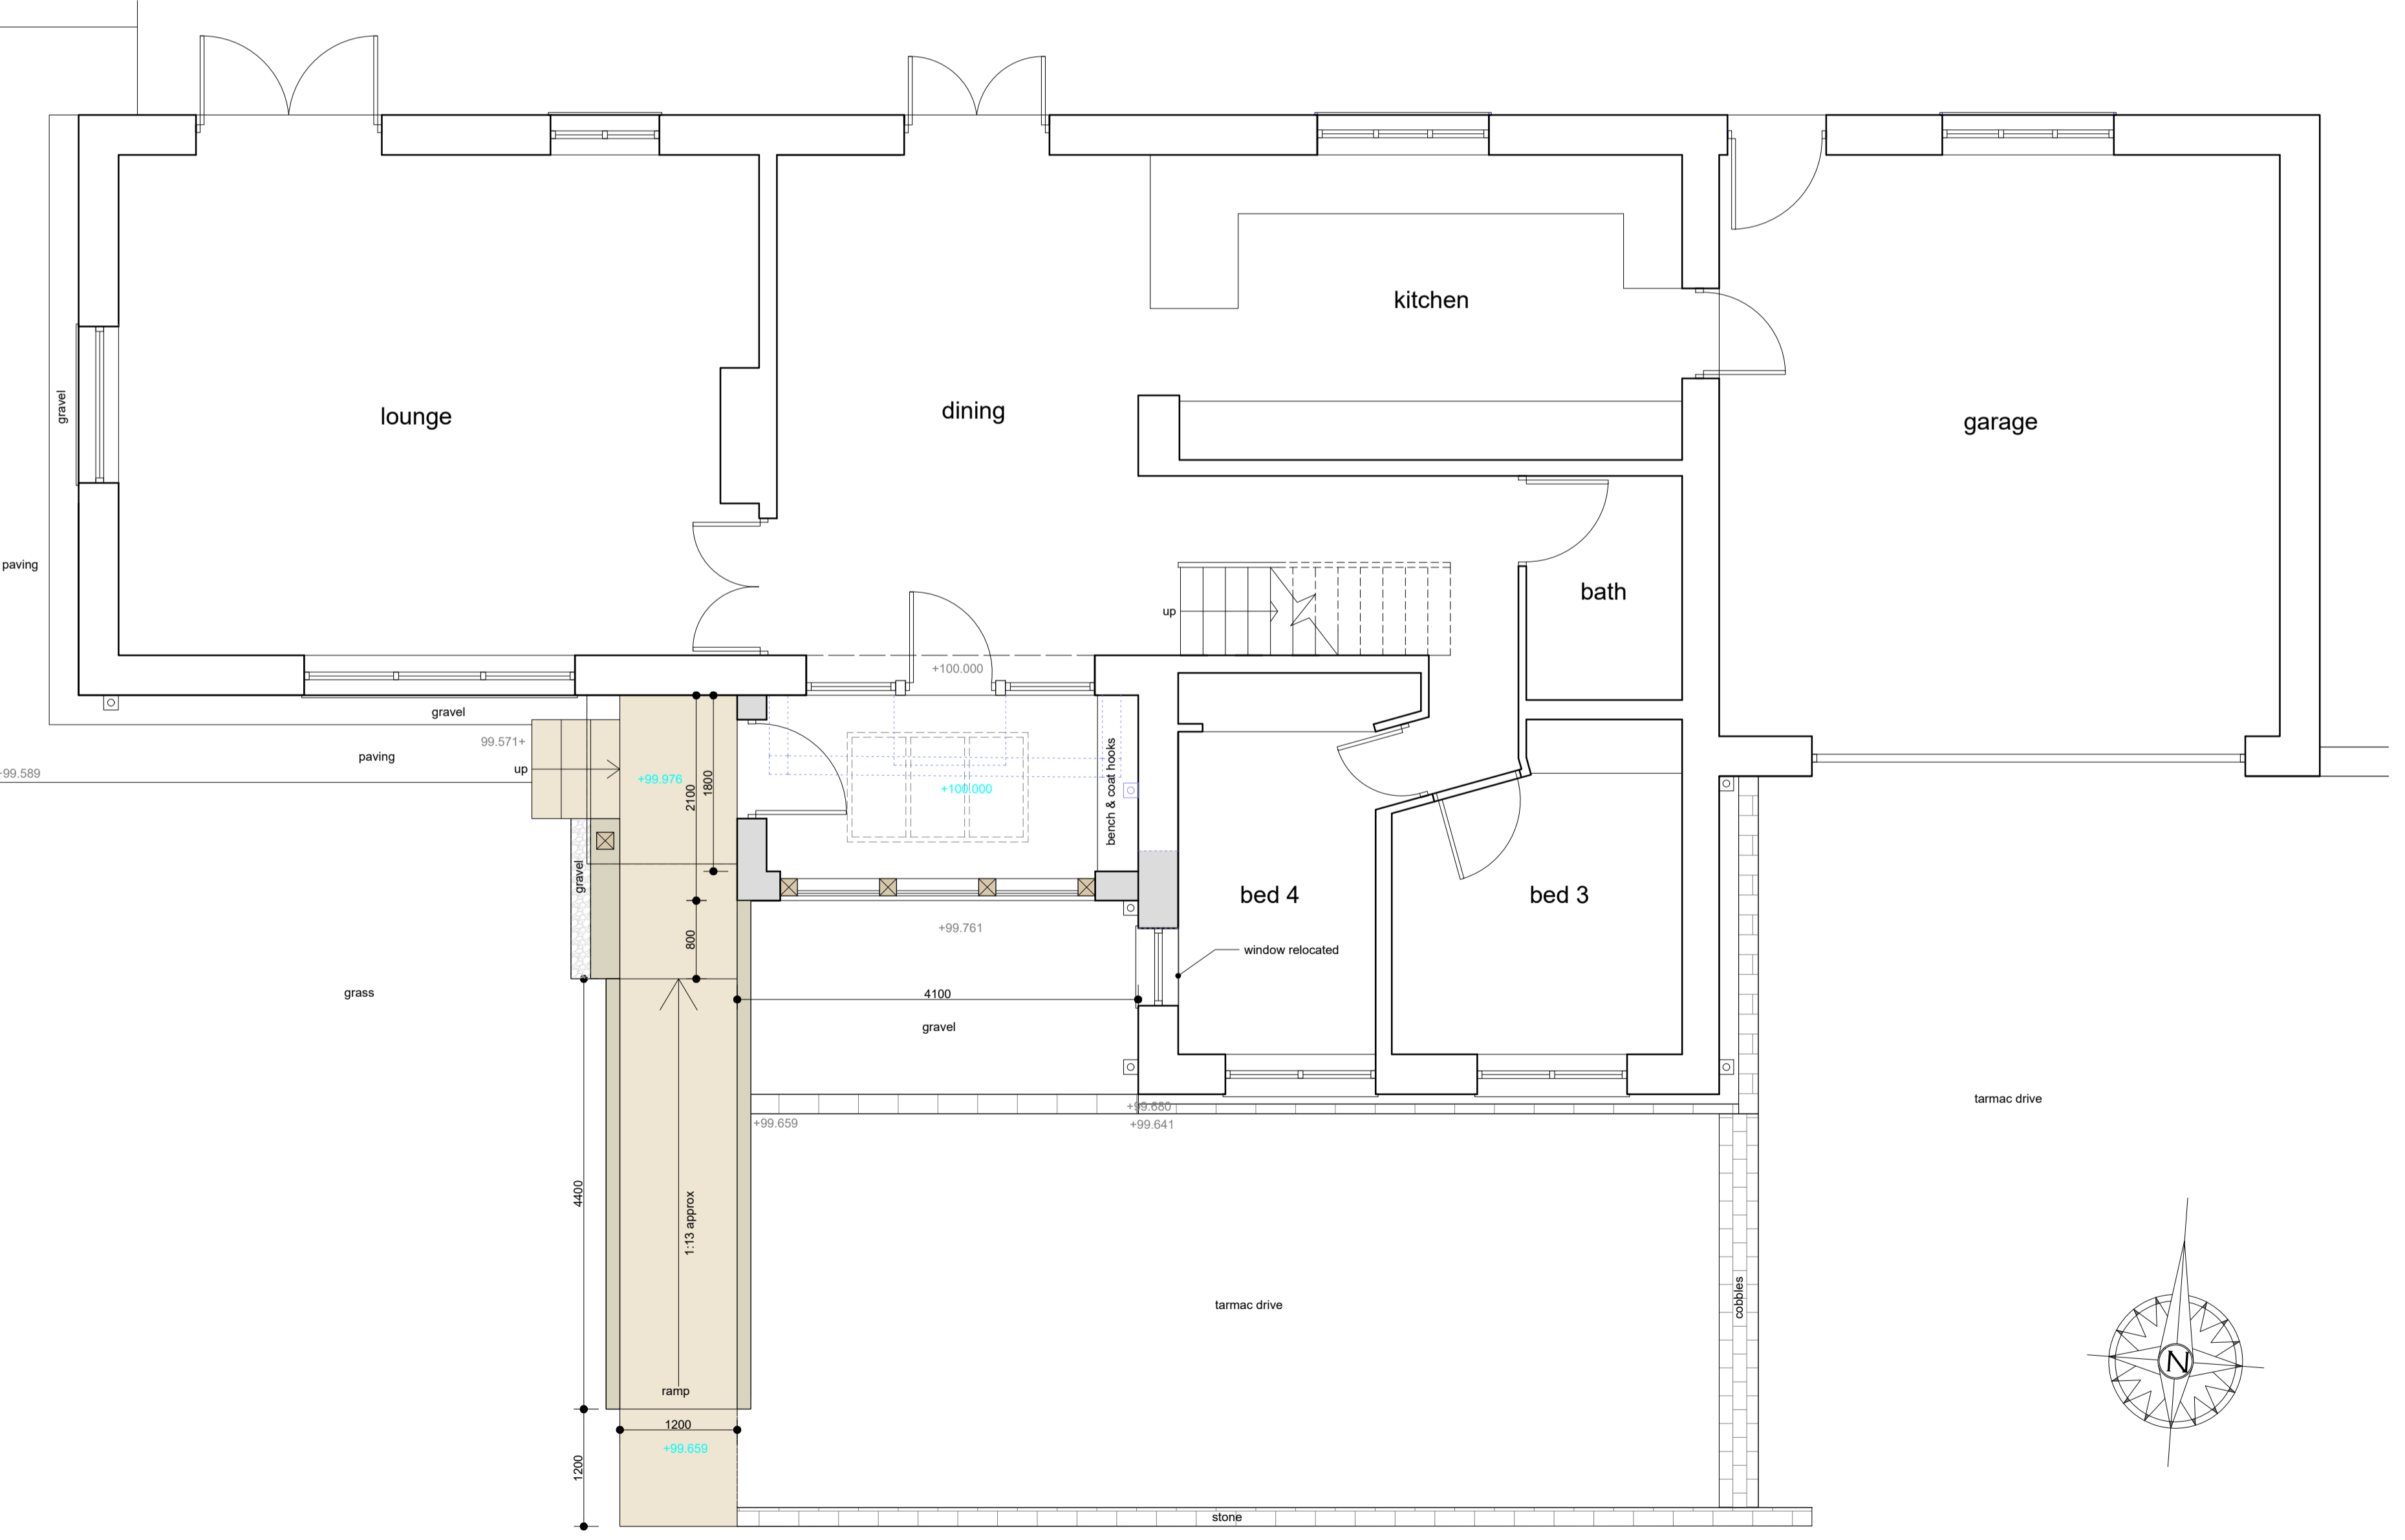 kitchen
lounge
dining
garage
gravel
paving
bath
up
+100.000
gravel
99.571+
paving
+99.589
up
+99.976
2100
1800
+100.000
bench & coat hooks
gravel
bed 4
bed 3
+99.761
800
window relocated
grass
4100
gravel
tarmac drive
+99.680
+99.659
+99.641
4400
1:13 approx
cobbles
tarmac drive
N
ramp
1200
+99.659
1200
stone